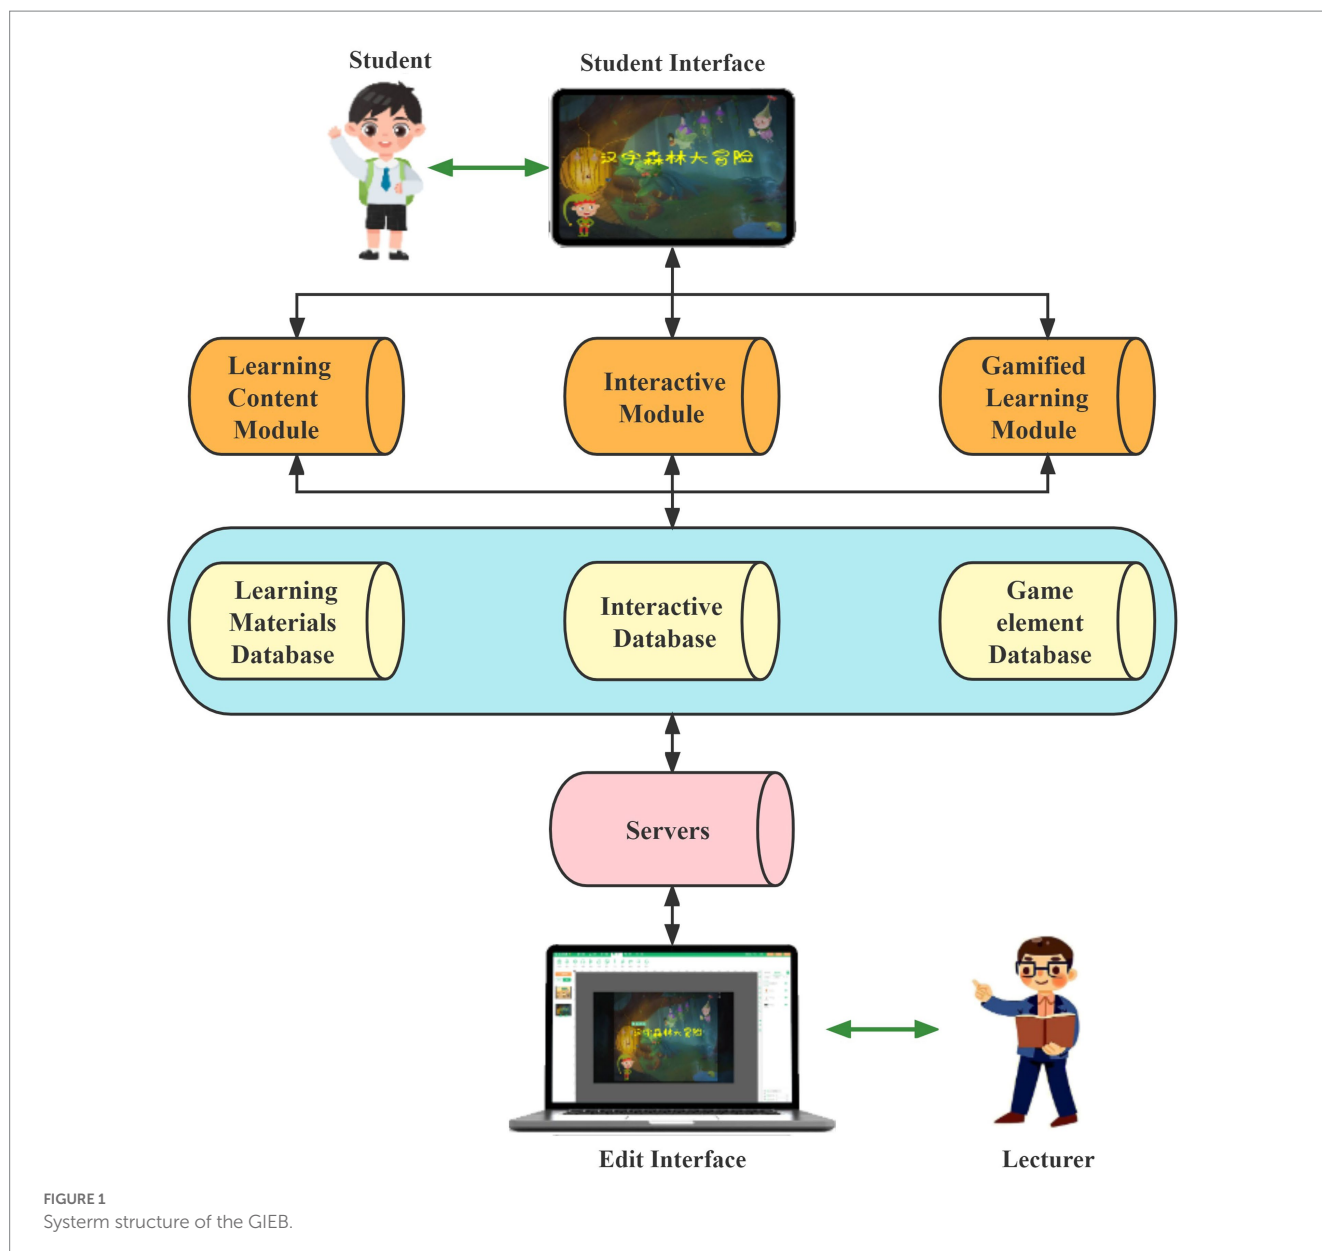 Student
Student Interface
汉字森林大冒险
Learning
Content
Module
Interactive
Module
Gamified
Learning
Module
Learning
Materials
Database
Interactive
Database
Game
element
Database
Servers
汉字森林大冒险
Edit Interface
Lecturer
FIGURE 1
Systerm structure of the GIEB.